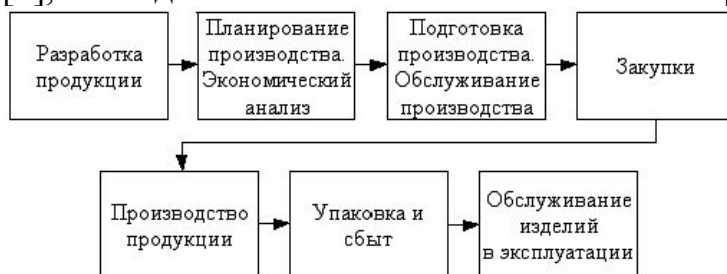 Разработка
продукции
Планирование
производства.
Экономический
анализ
Подготовка
производства.
Обслуживание
производства
Закупки
Производство
продукции
Упаковка и
сбыт
Обслуживание
изделий
в эксплуатации